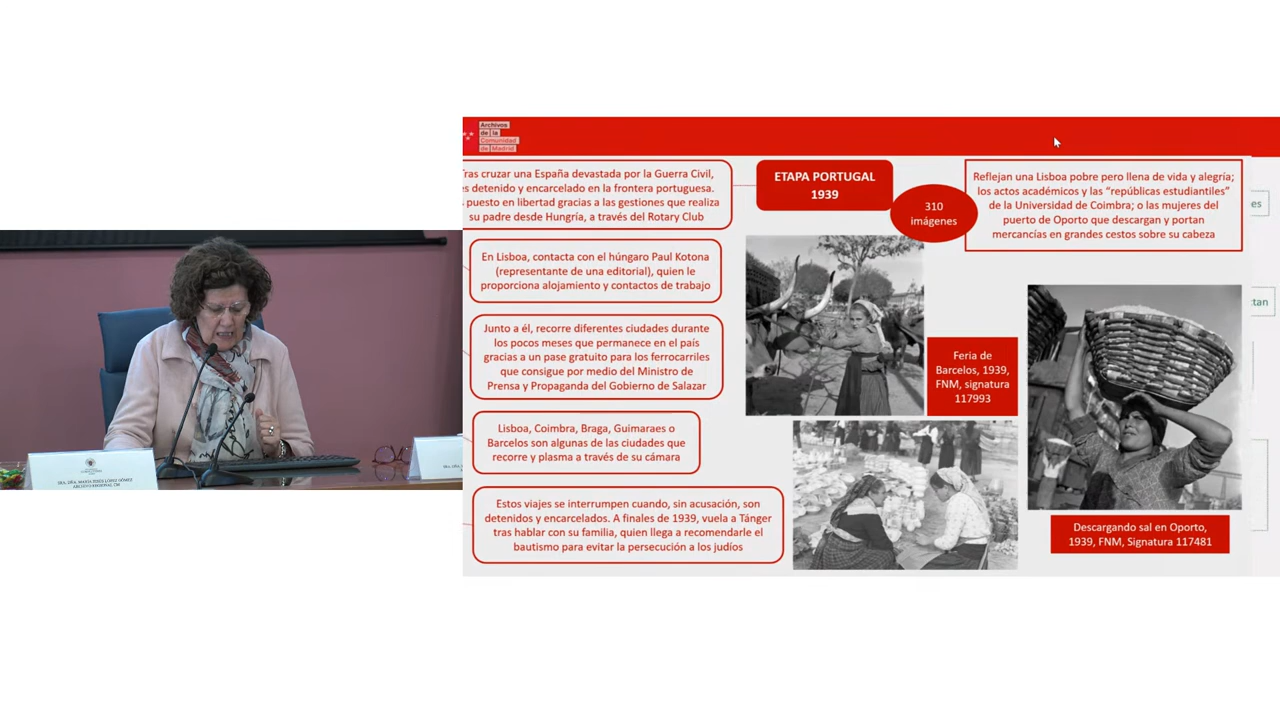 Archivos
de la
Comunidad
de Madrid
Tras cruzar una España devastada por la Guerra Civil,
es detenido y encarcelado en la frontera portuguesa.
puesto en libertad gracias a las gestiones que realiza
su padre desde Hungría, a través del Rotary Club
En Lisboa, contacta con el húngaro Paul Kotona
(representante de una editorial), quien le
proporciona alojamiento y contactos de trabajo
Junto a él, recorre diferentes ciudades durante
los pocos meses que permanece en el país
gracias a un pase gratuito para los ferrocarriles
que consigue por medio del Ministro de
Prensa y Propaganda del Gobierno de Salazar
Lisboa, Coimbra, Braga, Guimaraes o
Barcelos son algunas de las ciudades que
recorre y plasma a través de su cámara
Estos viajes se interrumpen cuando, sin acusación, son
detenidos y encarcelados. A finales de 1939, vuela a Tánger
tras hablar con su familia, quien llega a recomendarle el
bautismo para evitar la persecución a los judíos
ETAPA PORTUGAL
1939
310
imágenes
Reflejan una Lisboa pobre pero llena de vida y alegría;
los actos académicos y las “repúblicas estudiantiles”
de la Universidad de Coimbra; o las mujeres del
puerto de Oporto que descargan y portan
mercancías en grandes cestos sobre su cabeza
es
tan
Feria de
Barcelos, 1939,
FNM, signatura
117993
Descargando sal en Oporto,
1939, FNM, Signatura 117481
SRA. DÑA. MARÍA JESÚS LÓPEZ GÓMEZ
ARCHIVO REGIONAL CM